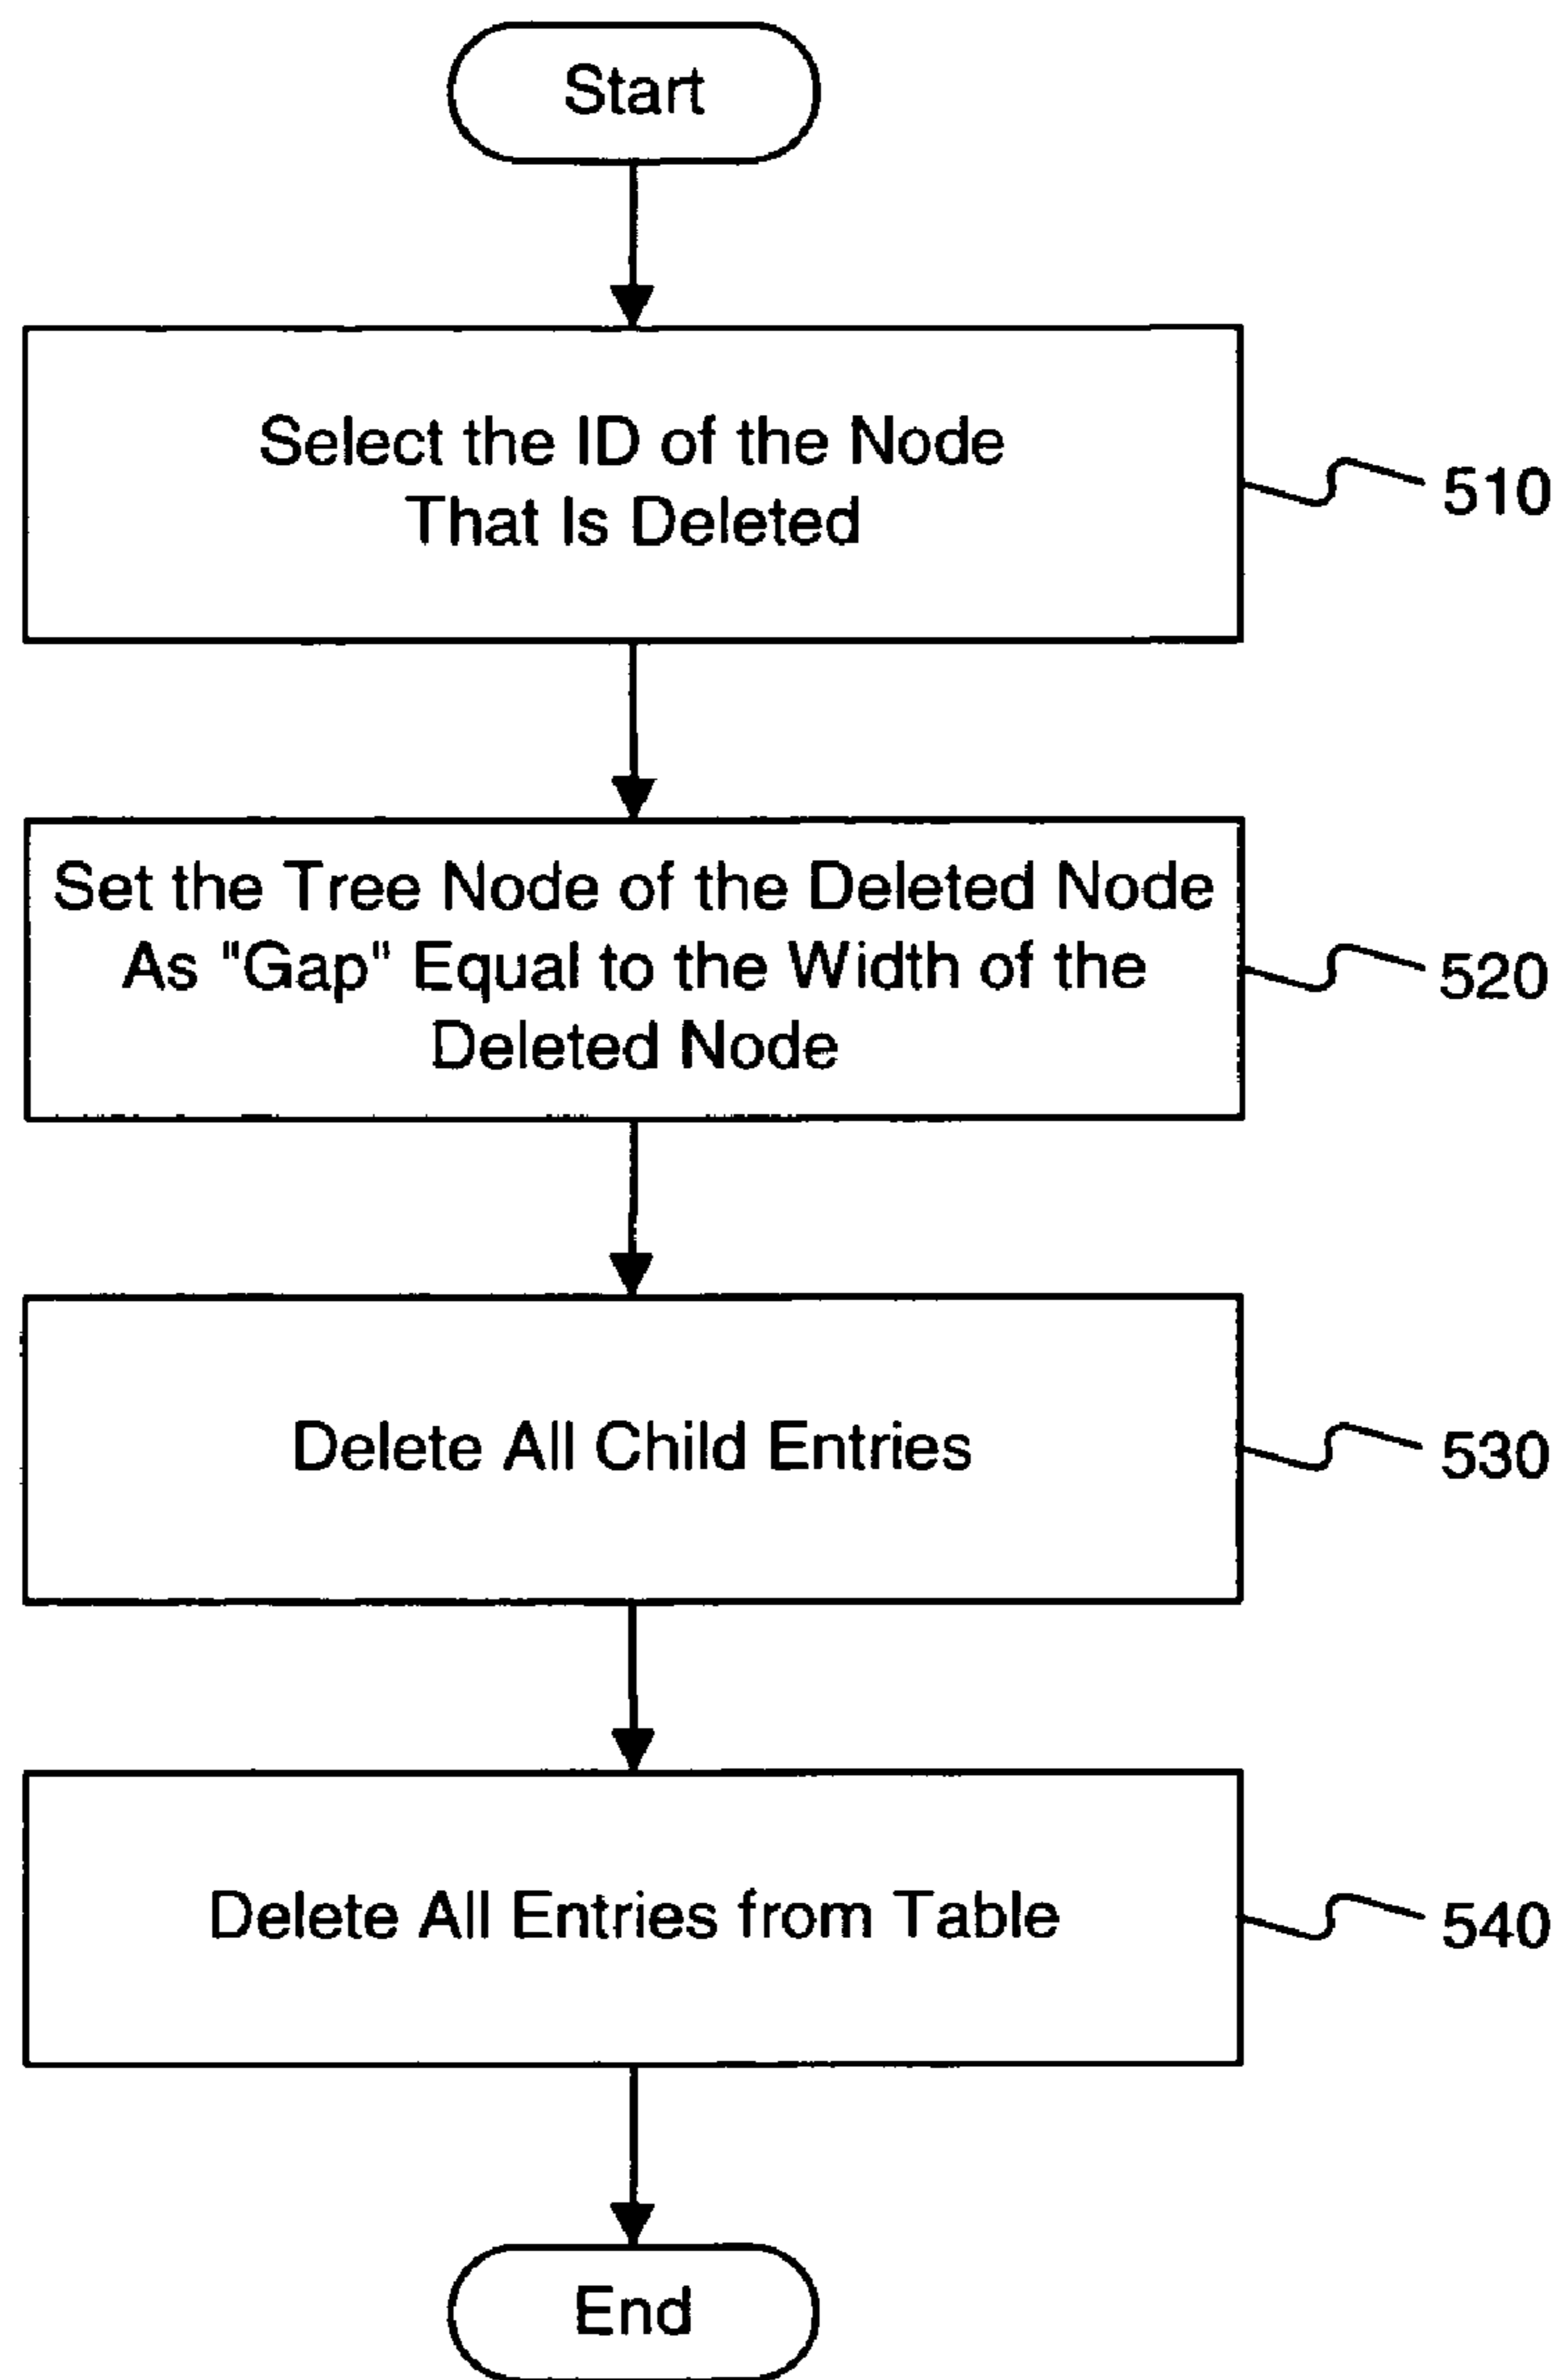 Start
Select the ID of the Node
That Is Deleted
510
Set the Tree Node of the Deleted Node
As "Gap" Equal to the Width of the
Deleted Node
520
Delete All Child Entries
530
Delete All Entries from Table
540
End